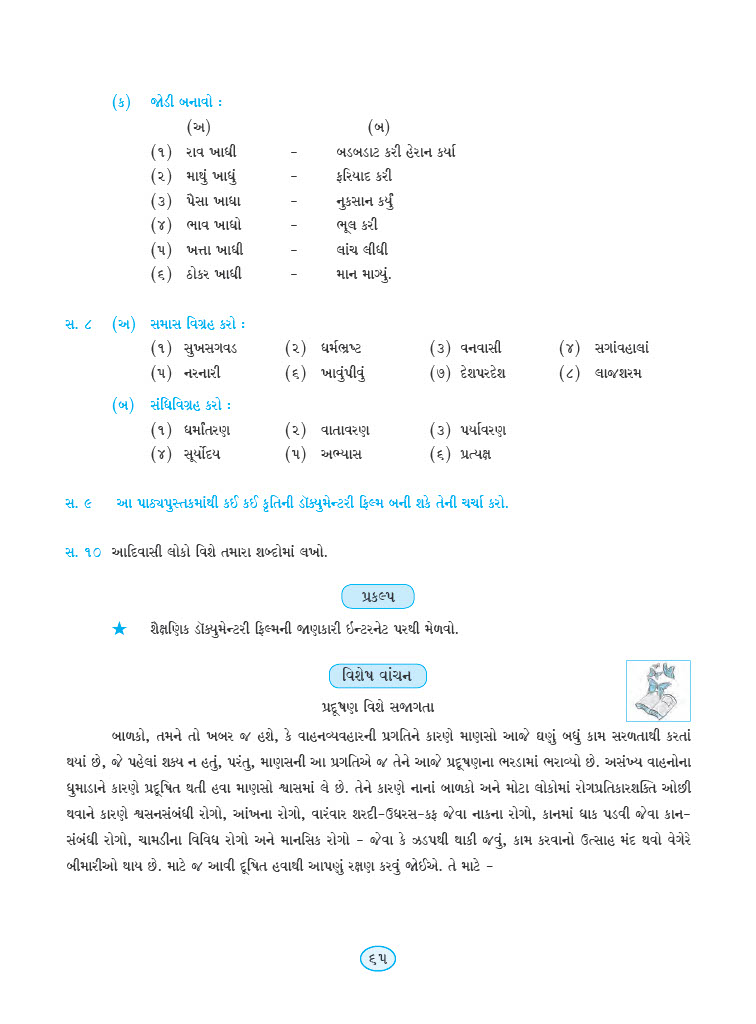 (ક) જોડી બનાવો :
(અ) (બ)
(૧) રાવ ખાધી – બડબડાટ કરી હેરાન કર્યા
(૨) માથું ખાધું – ફરિયાદ કરી
(૩) પૈસા ખાધા – નુકસાન કર્યું
(૪) ભાવ ખાધો – ભૂલ કરી
(૫) ખત્તા ખાધી – લાંચ લીધી
(૬) ઠોકર ખાધી – માન માગ્યું.
સ. ૮ (અ) સમાસ વિગ્રહ કરો :
(૧) સુખસગવડ (૨) ધર્મભ્રષ્ટ (૩) વનવાસી (૪) સગાંવહાલાં
(૫) નરનારી (૬) ખાવુંપીવું (૭) દેશપરદેશ (૮) લાજશરમ
(બ) સંધિવિગ્રહ કરો :
(૧) ધર્માંતરણ (૨) વાતાવરણ (૩) પર્યાવરણ
(૪) સૂર્યોદય (૫) અભ્યાસ (૬) પ્રત્યક્ષ
સ. ૯ આ પાઠ્યપુસ્તકમાંથી કઈ કઈ કૃતિની ડૉક્યુમેન્ટરી ફિલ્મ બની શકે તેની ચર્ચા કરો.
સ. ૧૦ આદિવાસી લોકો વિશે તમારા શબ્દોમાં લખો.
પ્રકલ્પ
★ શૈક્ષણિક ડૉક્યુમેન્ટરી ફિલ્મની જાણકારી ઈન્ટરનેટ પરથી મેળવો.
વિશેષ વાંચન
પ્રદૂષણ વિશે સજાગતા
બાળકો, તમને તો ખબર જ હશે, કે વાહનવ્યવહારની પ્રગતિને કારણે માણસો આજે ઘણું બધું કામ સરળતાથી કરતાં
થયાં છે, જે પહેલાં શક્ય ન હતું, પરંતુ, માણસની આ પ્રગતિએ જ તેને આજે પ્રદૂષણના ભરડામાં ભરાવ્યો છે. અસંખ્ય વાહનોના
ધુમાડાને કારણે પ્રદૂષિત થતી હવા માણસો શ્વાસમાં લે છે. તેને કારણે નાનાં બાળકો અને મોટા લોકોમાં રોગપ્રતિકારશક્તિ ઓછી
થવાને કારણે શ્વસનસંબંધી રોગો, આંખના રોગો, વારંવાર શરદી-ઉધરસ-કફ જેવા નાકના રોગો, કાનમાં ધાક પડવી જેવા કાન-
સંબંધી રોગો, ચામડીના વિવિધ રોગો અને માનસિક રોગો – જેવા કે ઝડપથી થાકી જવું, કામ કરવાનો ઉત્સાહ મંદ થવો વેગેરે
બીમારીઓ થાય છે. માટે જ આવી દૂષિત હવાથી આપણું રક્ષણ કરવું જોઈએ. તે માટે –
૬૫